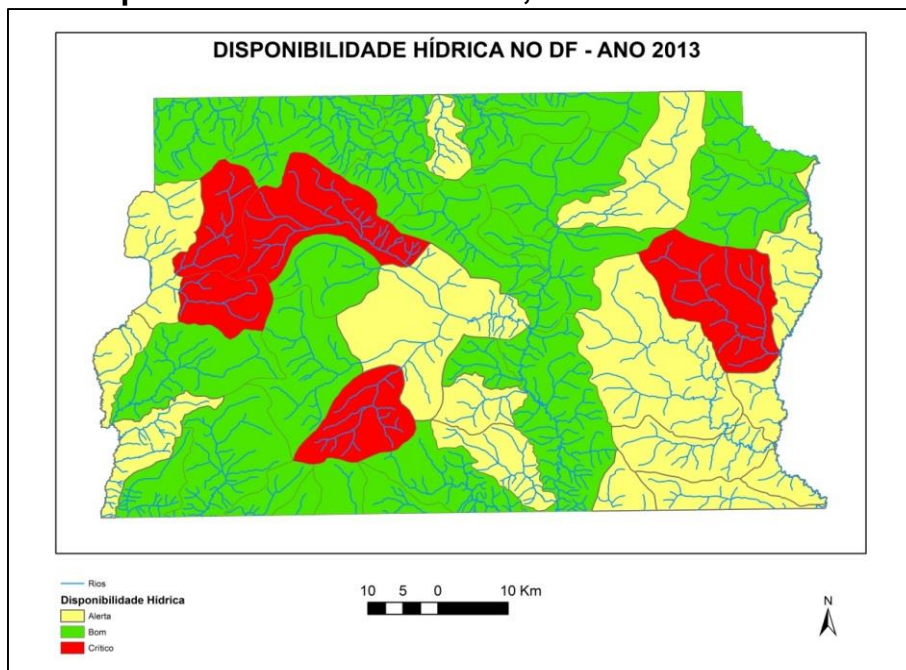 DISPONIBILIDADE HÍDRICA NO DF - ANO 2013
Rios
Disponibilidade Hídrica
Alerta
Bom
Crítico
10 5 0 10 Km
N